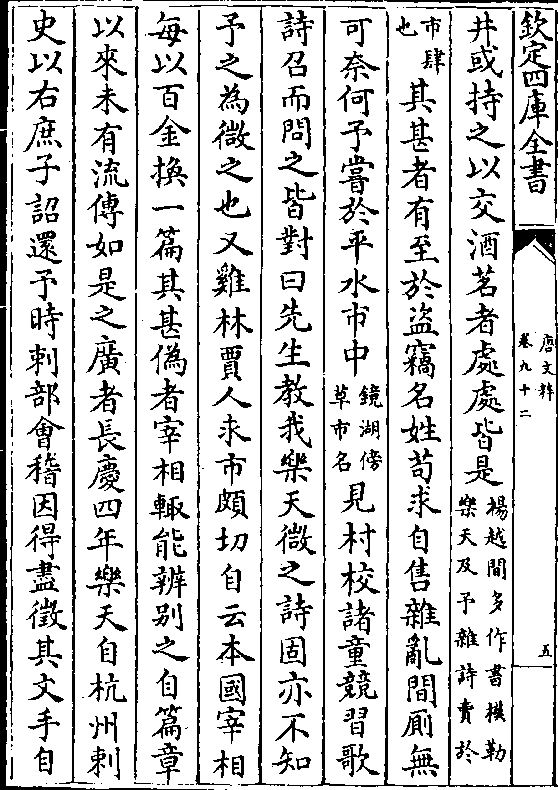 欽定四庫全書
唐文粹
卷九十二
五
井或持之以交酒茗者處處皆是楊越間多作書模勒樂天及予雜詩賣於
市肆也其甚者有至於盜竊名姓苟求自售雜亂間厠無
可奈何予嘗於平水市中鏡湖傍草市名見村校諸童競習歌
詩召而問之皆對曰先生教我樂天微之詩固亦不知
予之為微之也又雞林賈人求市頗切自云本國宰相
每以百金換一篇其甚偽者宰相輙能辨别之自篇章
以來未有流傳如是之廣者長慶四年樂天自杭州刺
史以右庶子詔還予時刺部會稽因得盡徵其文手自